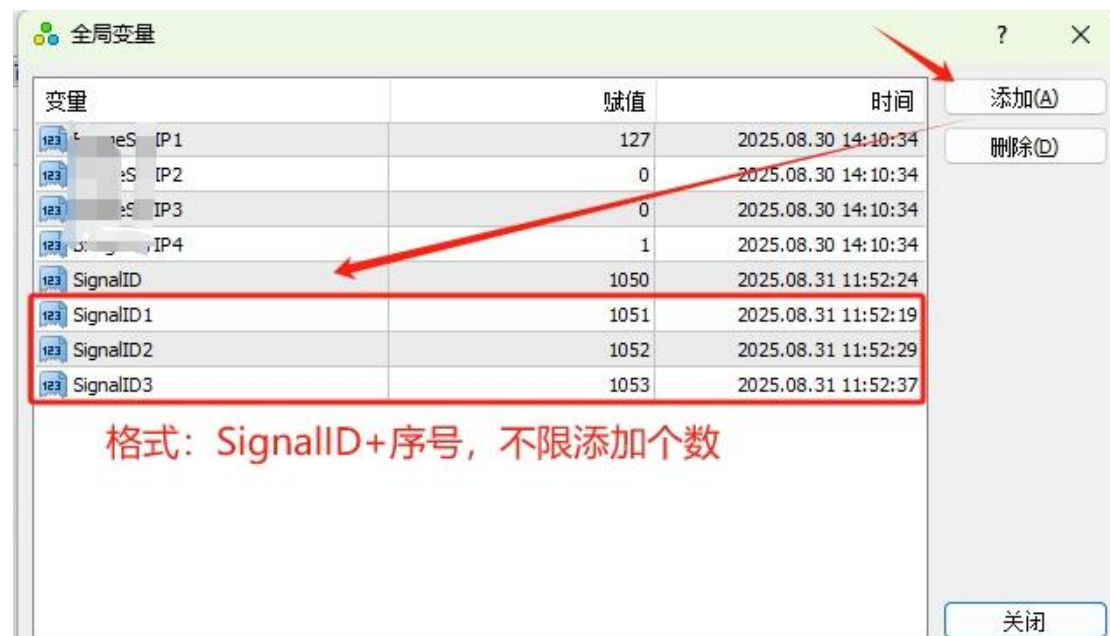 全局变量
?
变量 赋值 时间
添加(A)
IP1 127 2025.08.30 14:10:34
删除(D)
IP2 0 2025.08.30 14:10:34
IP3 0 2025.08.30 14:10:34
IP4 1 2025.08.30 14:10:34
SignalID 1050 2025.08.31 11:52:24
SignalID1 1051 2025.08.31 11:52:19
SignalID2 1052 2025.08.31 11:52:29
SignalID3 1053 2025.08.31 11:52:37
格式：SignalID+序号，不限添加个数
关闭